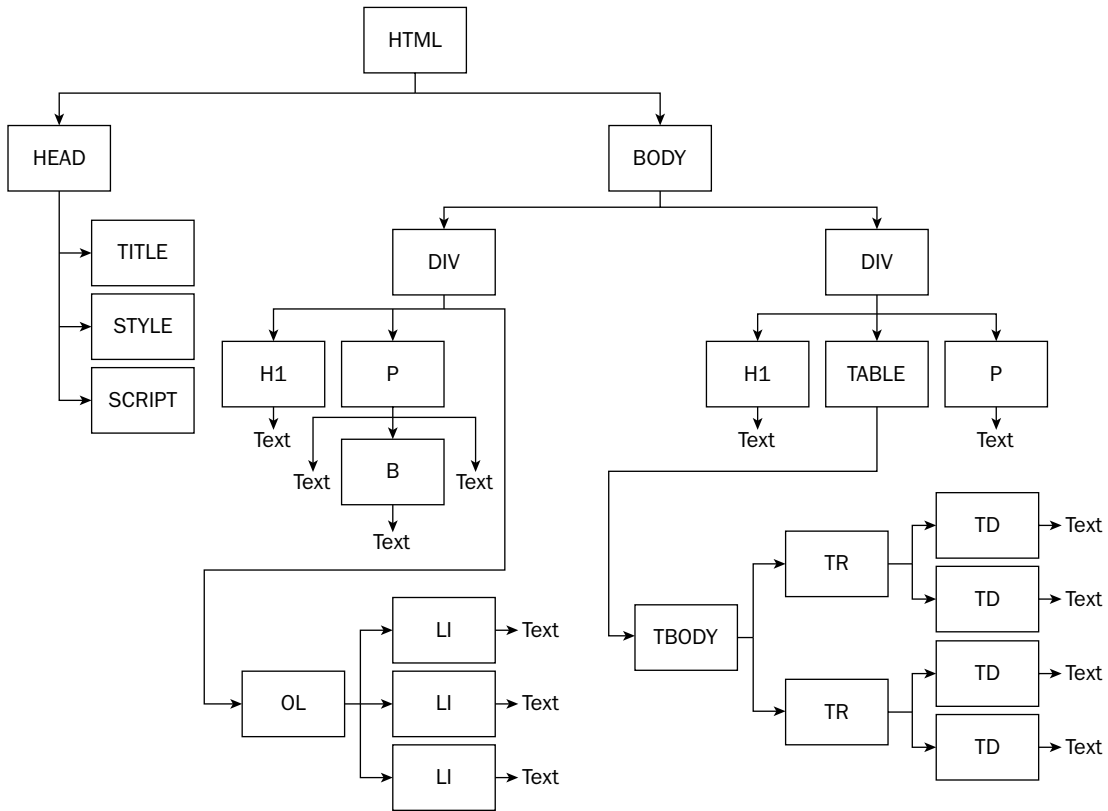 HTML
HEAD
BODY
TITLE
DIV
DIV
STYLE
H1
P
H1
TABLE
P
SCRIPT
Text
Text
Text
Text
B
Text
Text
TD
Text
TR
TD
Text
LI
Text
TBODY
TD
Text
OL
LI
Text
TR
TD
Text
LI
Text